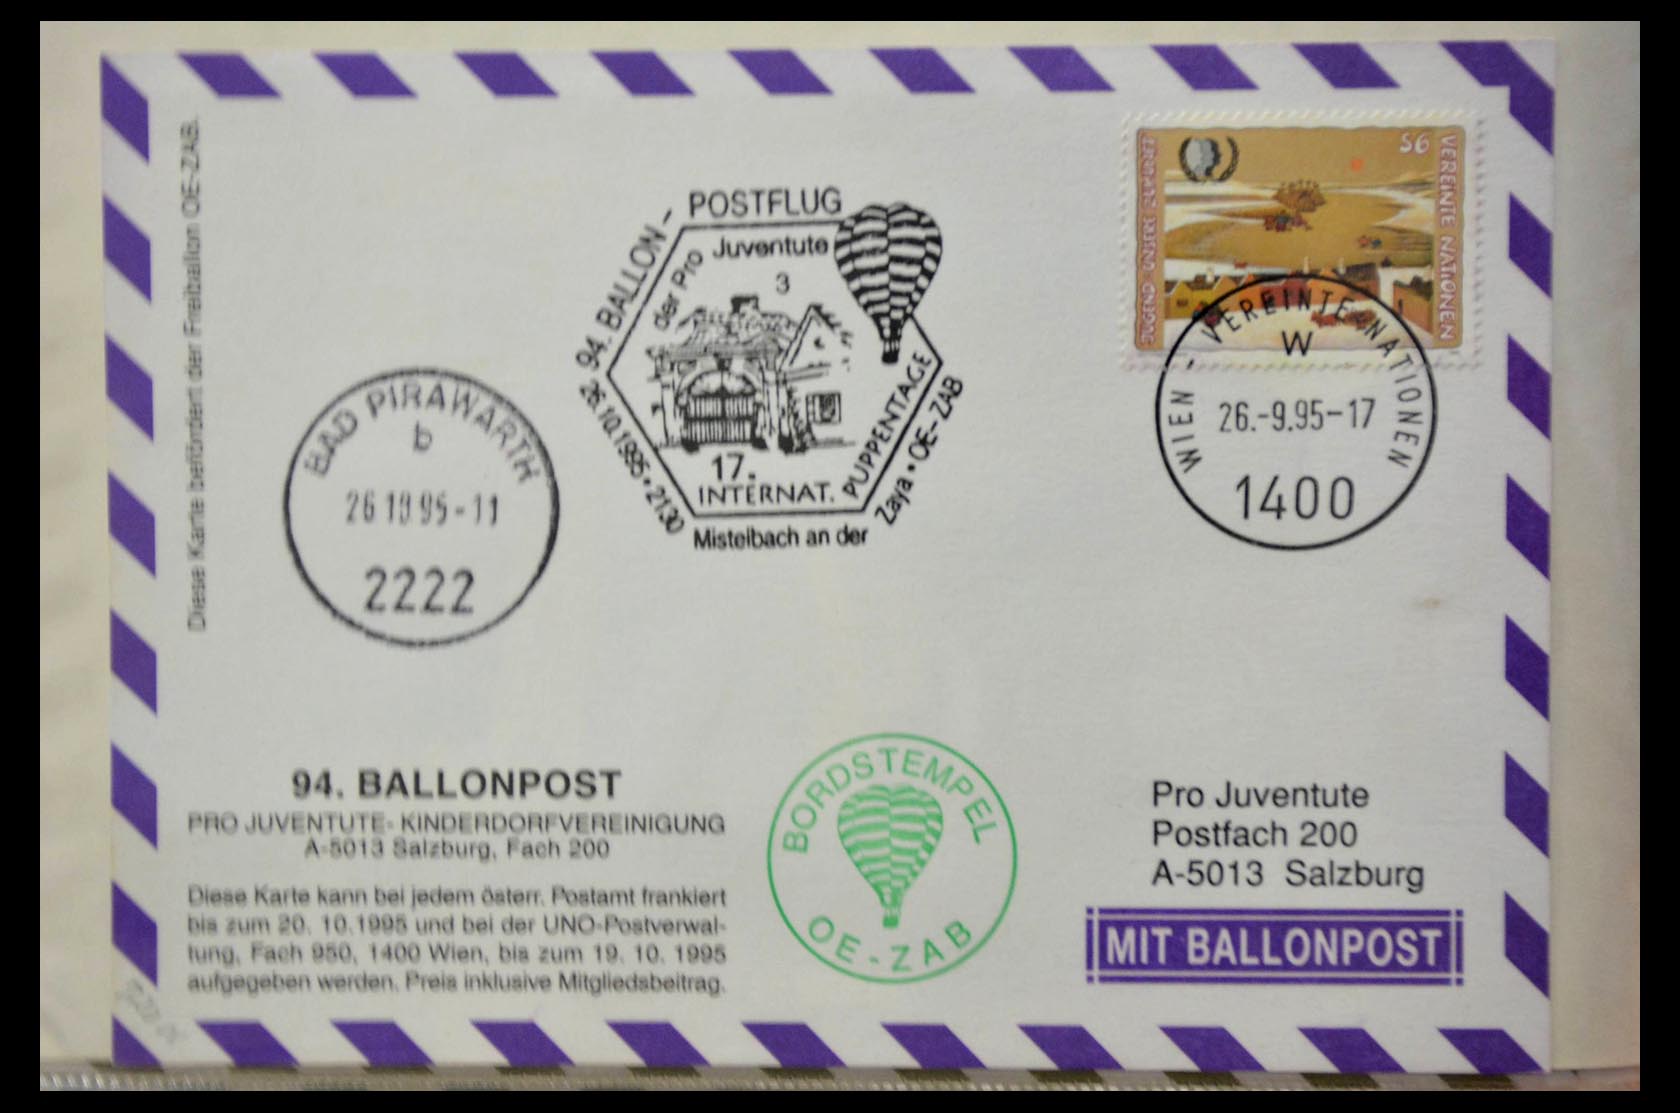 Diese Karte befördert der Freiballon OE-ZAB.
94. BALLON-POSTFLUG
der Pro Juventute
3
17.
INTERNAT. PUPPENTAGE
26.10.1995 • 21.30
Mistelbach an der Zaya • OE-ZAB
S6
VEREINTE NATIONEN
JUGEND UNSERE ZUKUNFT
WIEN - VEREINTE NATIONEN
W
26.-9.95-17
1400
BAD PIRAWARTH
b
26 10 95-11
2222
94. BALLONPOST
PRO JUVENTUTE- KINDERDORFVEREINIGUNG
A-5013 Salzburg, Fach 200
Diese Karte kann bei jedem österr. Postamt frankiert
bis zum 20. 10.1995 und bei der UNO-Postverwal-
tung, Fach 950, 1400 Wien, bis zum 19. 10. 1995
aufgegeben werden. Preis inklusive Mitgliedsbeitrag.
BORDSTEMPEL
OE-ZAB
Pro Juventute
Postfach 200
A-5013 Salzburg
MIT BALLONPOST